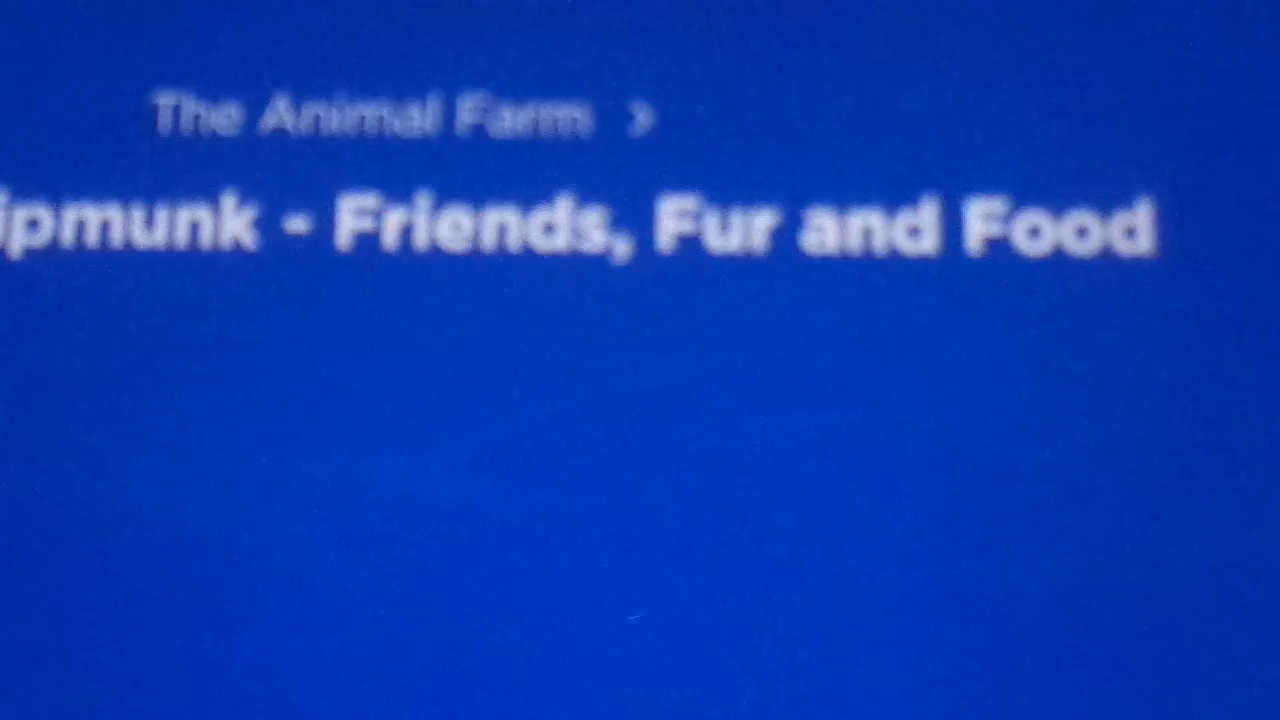 The Animal Farm >
ipmunk - Friends, Fur and Food